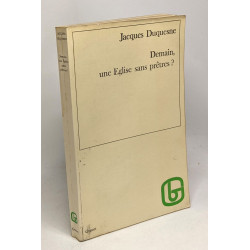 Jacques Duquesne
Demain,
une Eglise sans prêtres ?